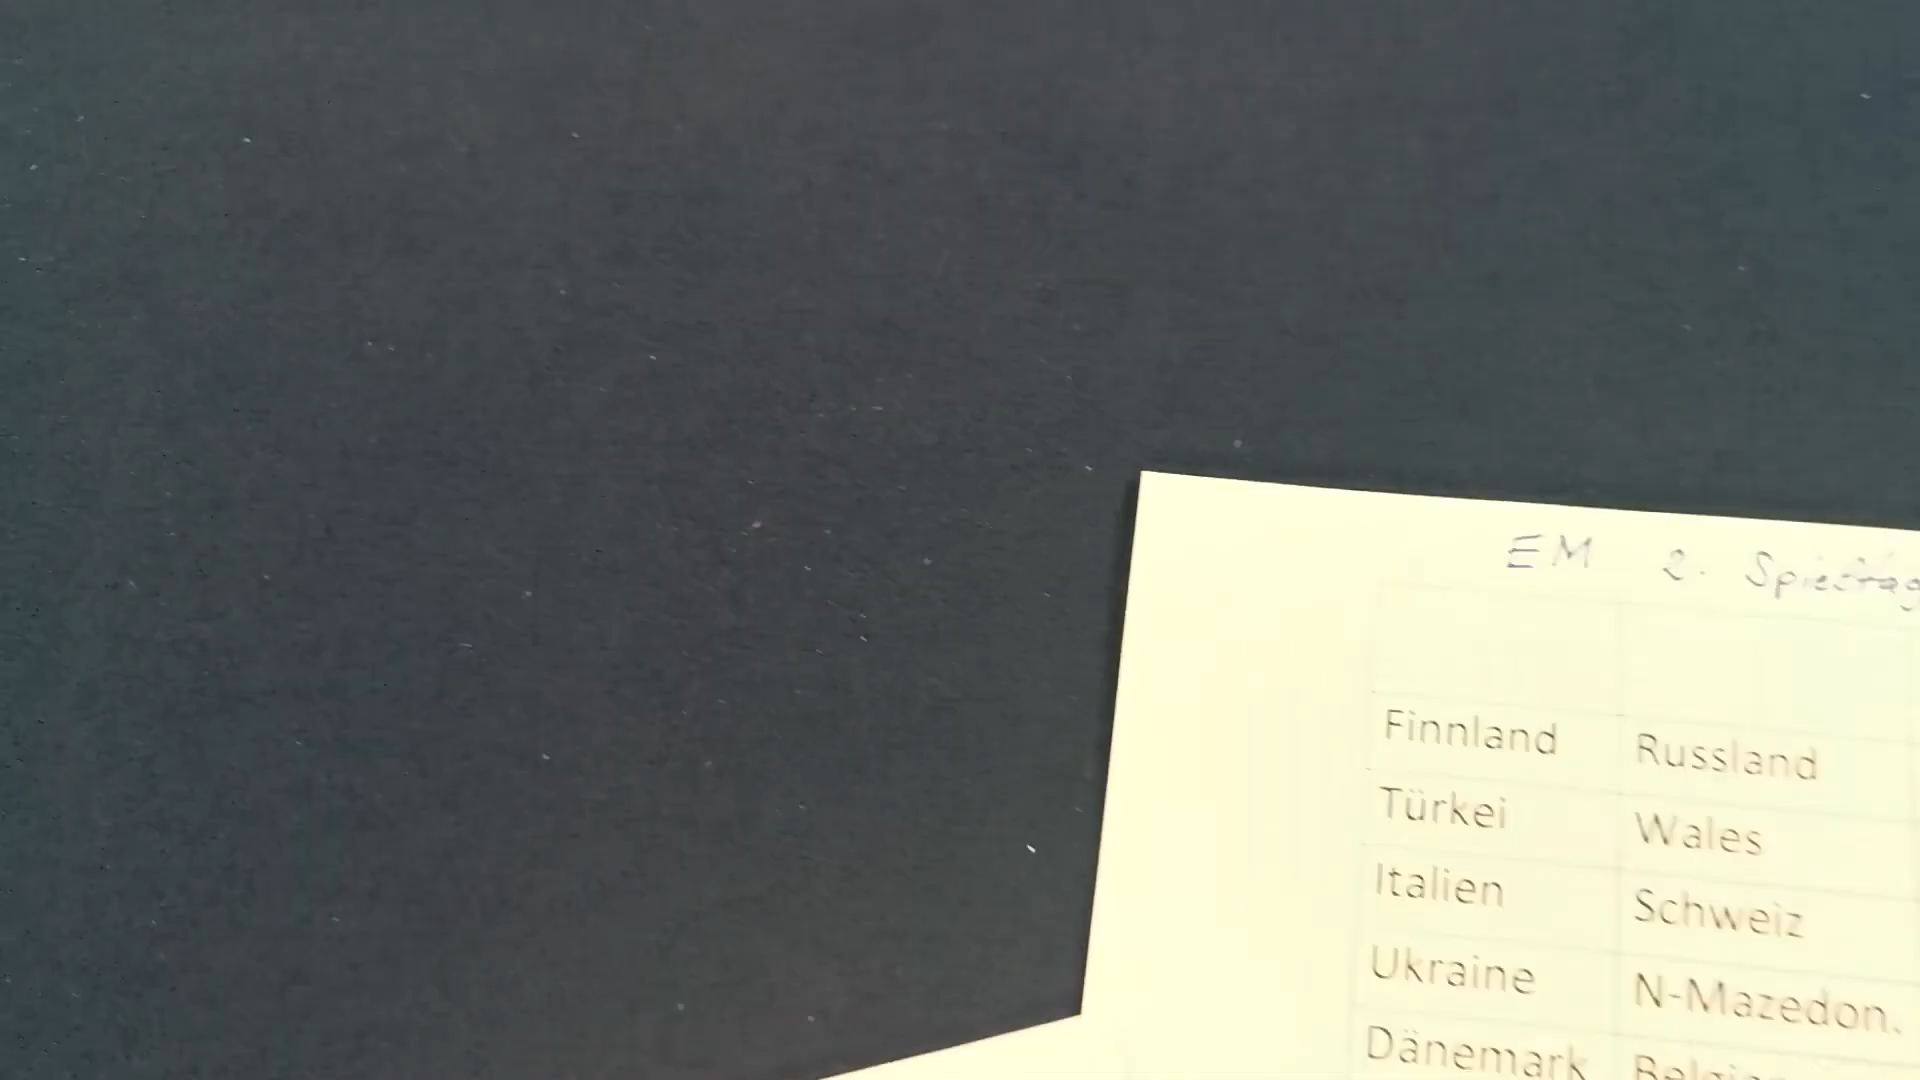 EM 2. Spieltag
Finnland Russland
Türkei Wales
Italien Schweiz
Ukraine N-Mazedon.
Dänemark